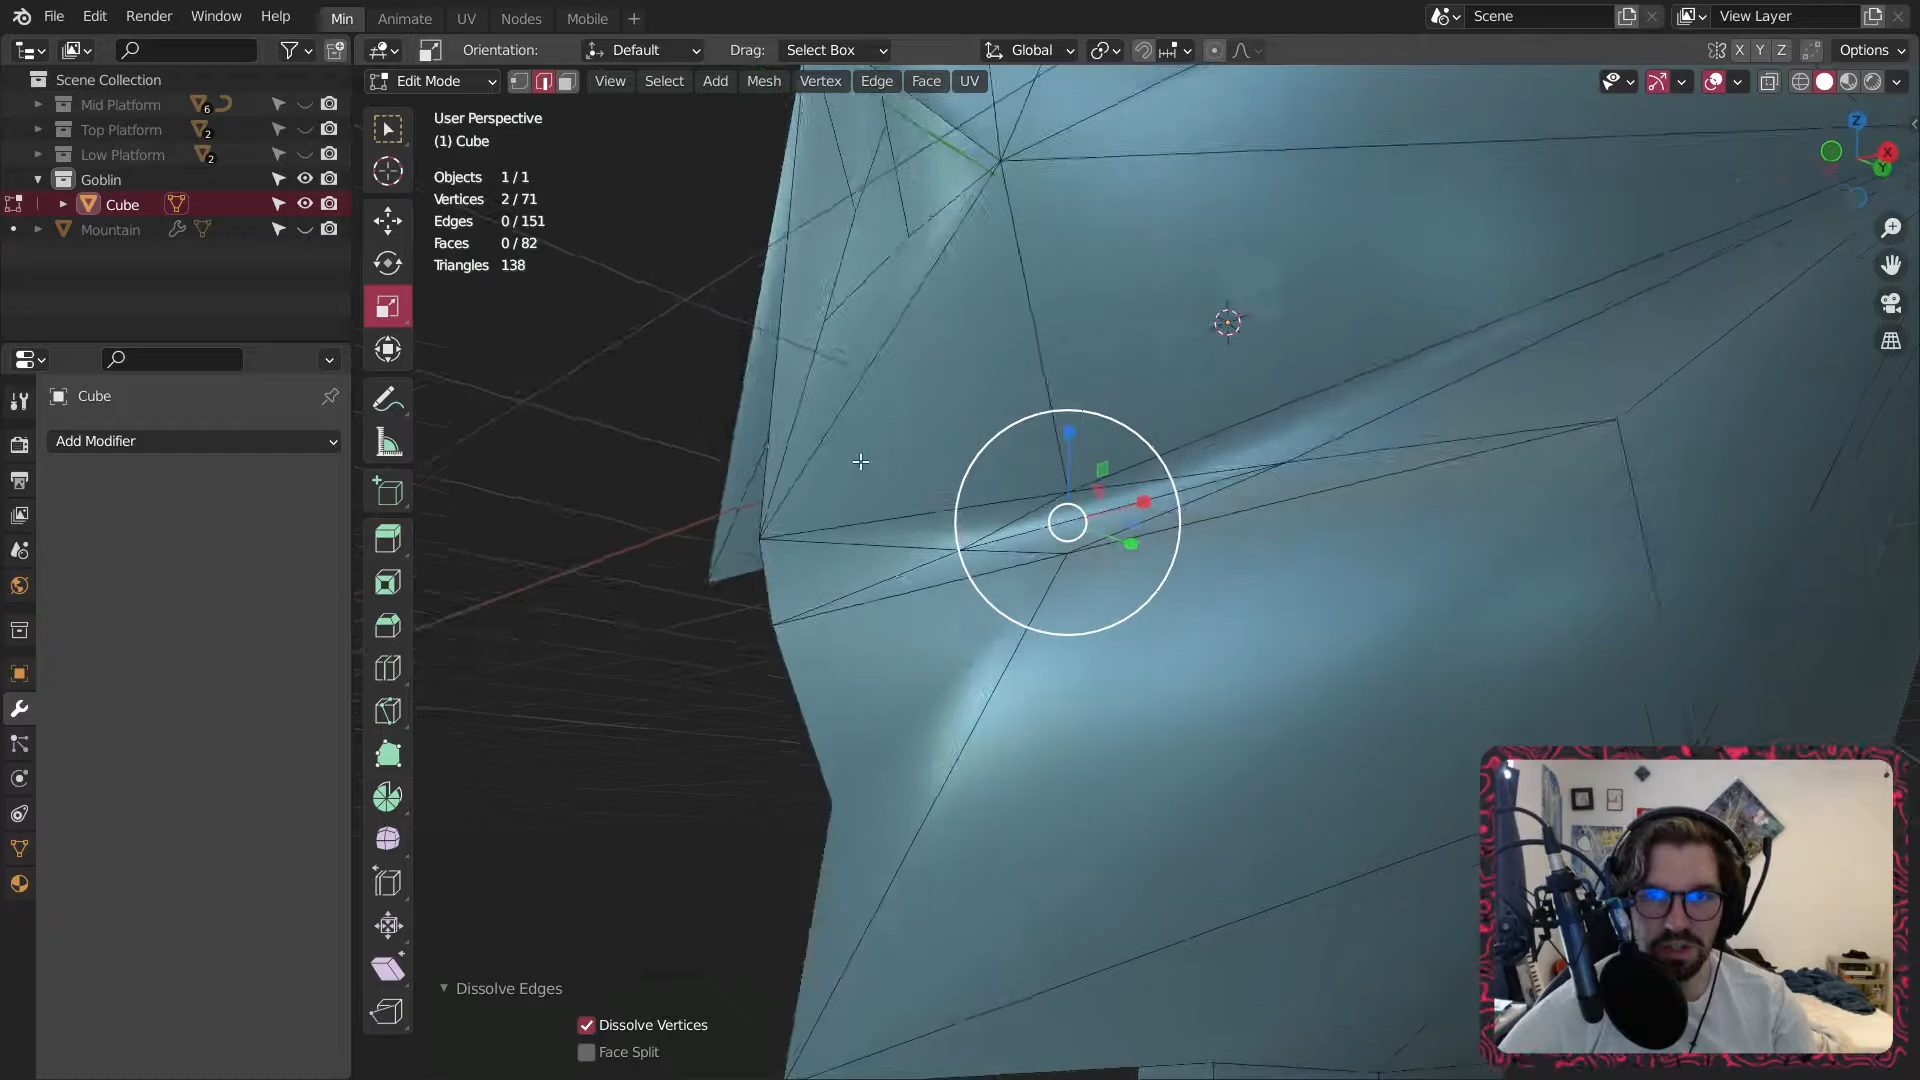 File Edit Render Window Help Min Animate UV Nodes Mobile Scene View Layer
Orientation: Default Drag: Select Box Global X Y Z Options
Edit Mode View Select Add Mesh Vertex Edge Face UV
Scene Collection
Mid Platform 6
Top Platform 2
Low Platform 2
Goblin
Cube
Mountain
User Perspective
(1) Cube
Objects 1 / 1
Vertices 2 / 71
Edges 0 / 151
Faces 0 / 82
Triangles 138
Z
X
Y
Cube
Add Modifier
Dissolve Edges
Dissolve Vertices
Face Split